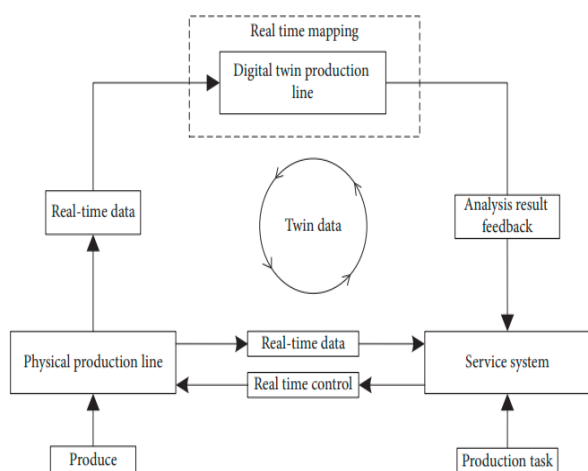 Real time mapping
Digital twin production
line
Real-time data
Twin data
Analysis result
feedback
Physical production line
Real-time data
Real time control
Service system
Produce
Production task